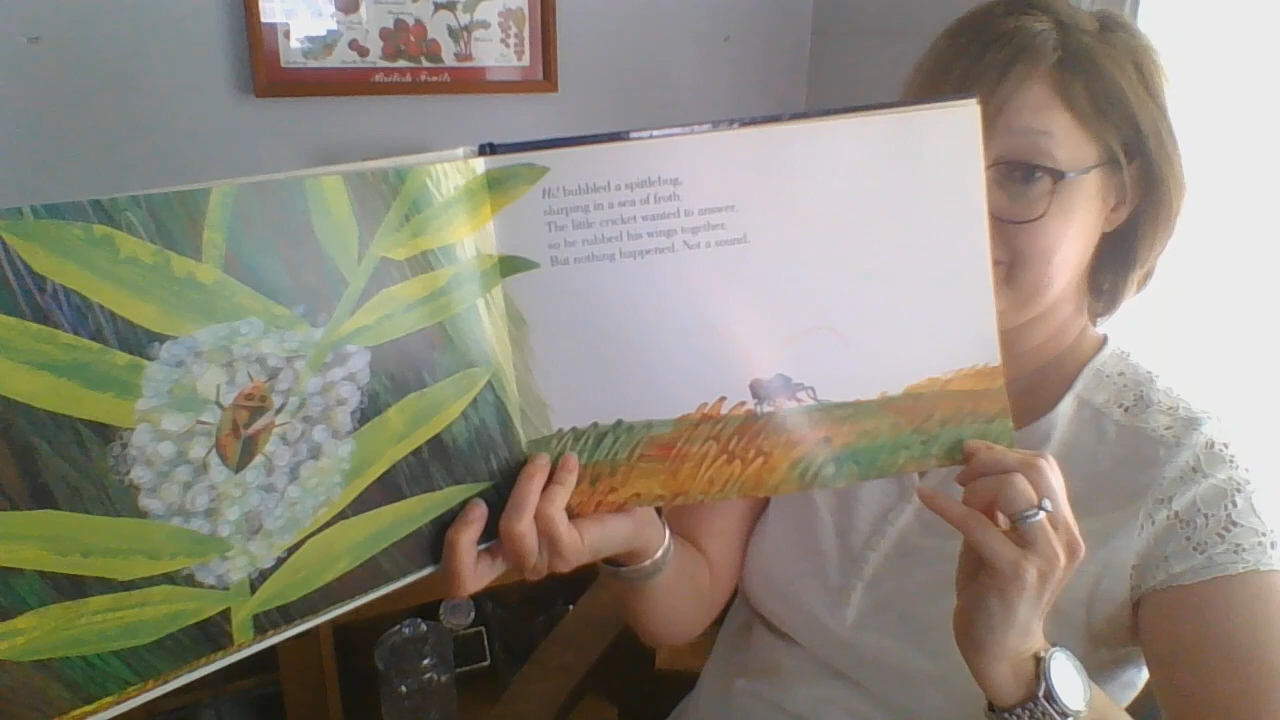 British Fruits
Hi! bubbled a spittlebug,
slurping in a sea of froth.
The little cricket wanted to answer,
so he rubbed his wings together.
But nothing happened. Not a sound.